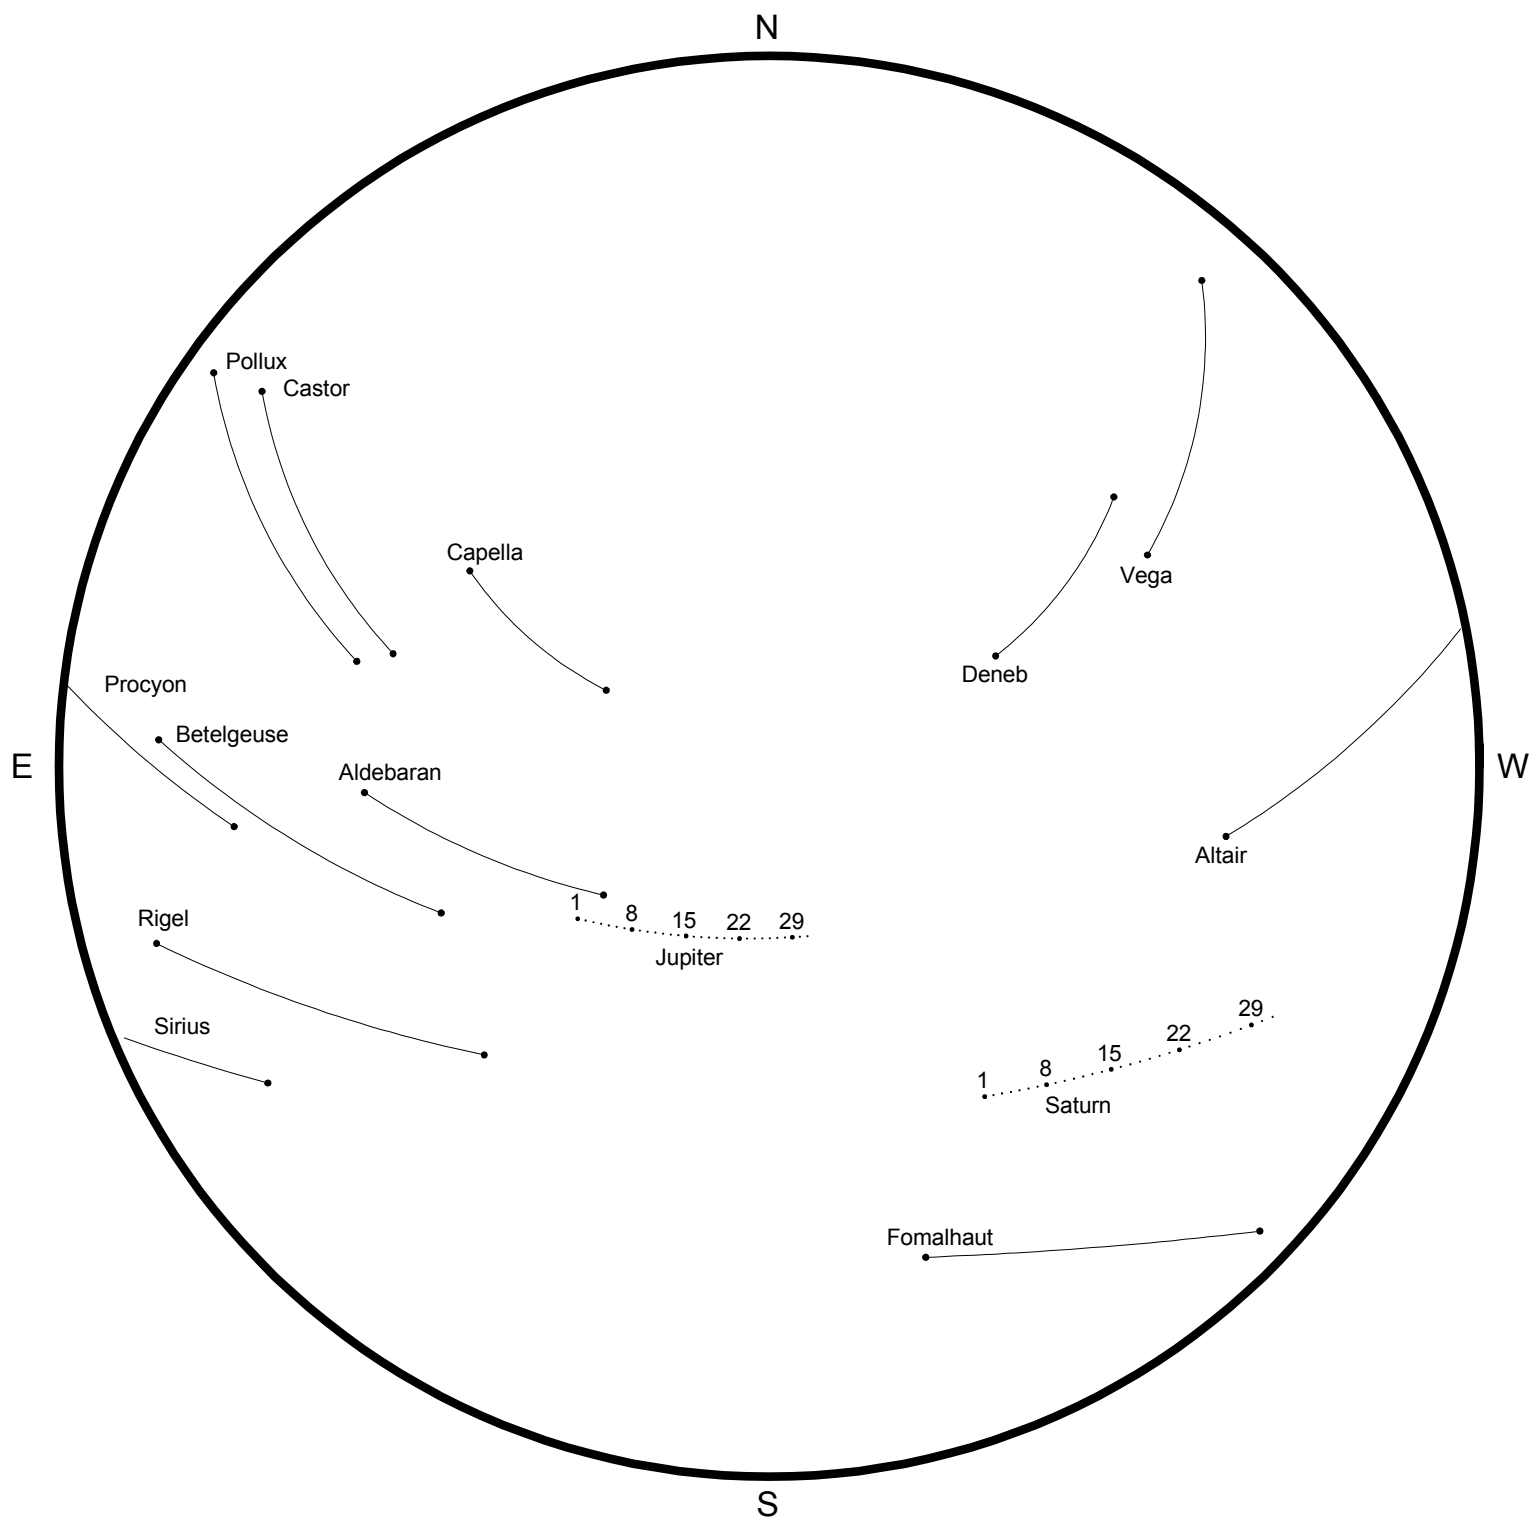 N
Pollux
Castor
Capella
Vega
Deneb
Procyon
Betelgeuse
E
W
Aldebaran
Altair
1
8
15
22
29
Rigel
Jupiter
Sirius
29
22
15
8
1
Saturn
Fomalhaut
S